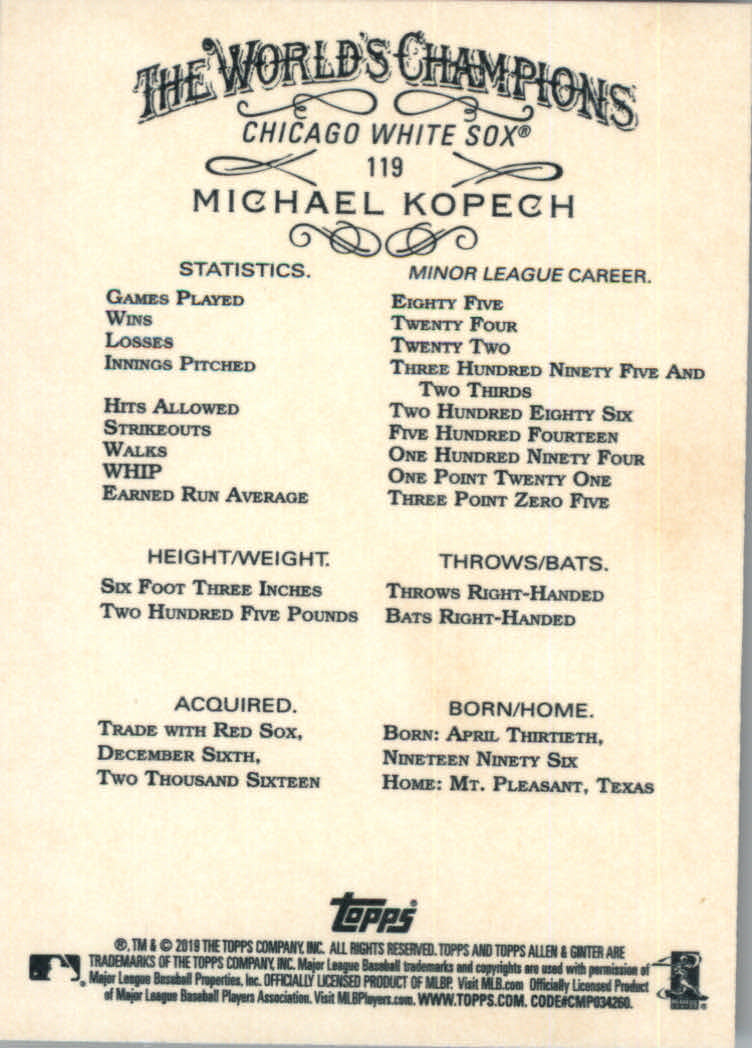 THE WORLD'S CHAMPIONS
CHICAGO WHITE SOX®
119
MICHAEL KOPECH
STATISTICS.
GAMES PLAYED
WINS
LOSSES
INNINGS PITCHED
HITS ALLOWED
STRIKEOUTS
WALKS
WHIP
EARNED RUN AVERAGE
MINOR LEAGUE CAREER.
EIGHTY FIVE
TWENTY FOUR
TWENTY TWO
THREE HUNDRED NINETY FIVE AND
TWO THIRDS
TWO HUNDRED EIGHTY SIX
FIVE HUNDRED FOURTEEN
ONE HUNDRED NINETY FOUR
ONE POINT TWENTY ONE
THREE POINT ZERO FIVE
HEIGHT/WEIGHT.
SIX FOOT THREE INCHES
TWO HUNDRED FIVE POUNDS
THROWS/BATS.
THROWS RIGHT-HANDED
BATS RIGHT-HANDED
ACQUIRED.
TRADE WITH RED SOX,
DECEMBER SIXTH,
TWO THOUSAND SIXTEEN
BORN/HOME.
BORN: APRIL THIRTIETH,
NINETEEN NINETY SIX
HOME: MT. PLEASANT, TEXAS
topps®
®, TM & © 2019 THE TOPPS COMPANY, INC. ALL RIGHTS RESERVED. TOPPS AND TOPPS ALLEN & GINTER ARE
TRADEMARKS OF THE TOPPS COMPANY, INC. Major League Baseball trademarks and copyrights are used with permission of
Major League Baseball Properties, Inc. OFFICIALLY LICENSED PRODUCT OF MLBP. Visit MLB.com Officially Licensed Product
of Major League Baseball Players Association. Visit MLBPlayers.com. WWW.TOPPS.COM. CODE#CMP034260.